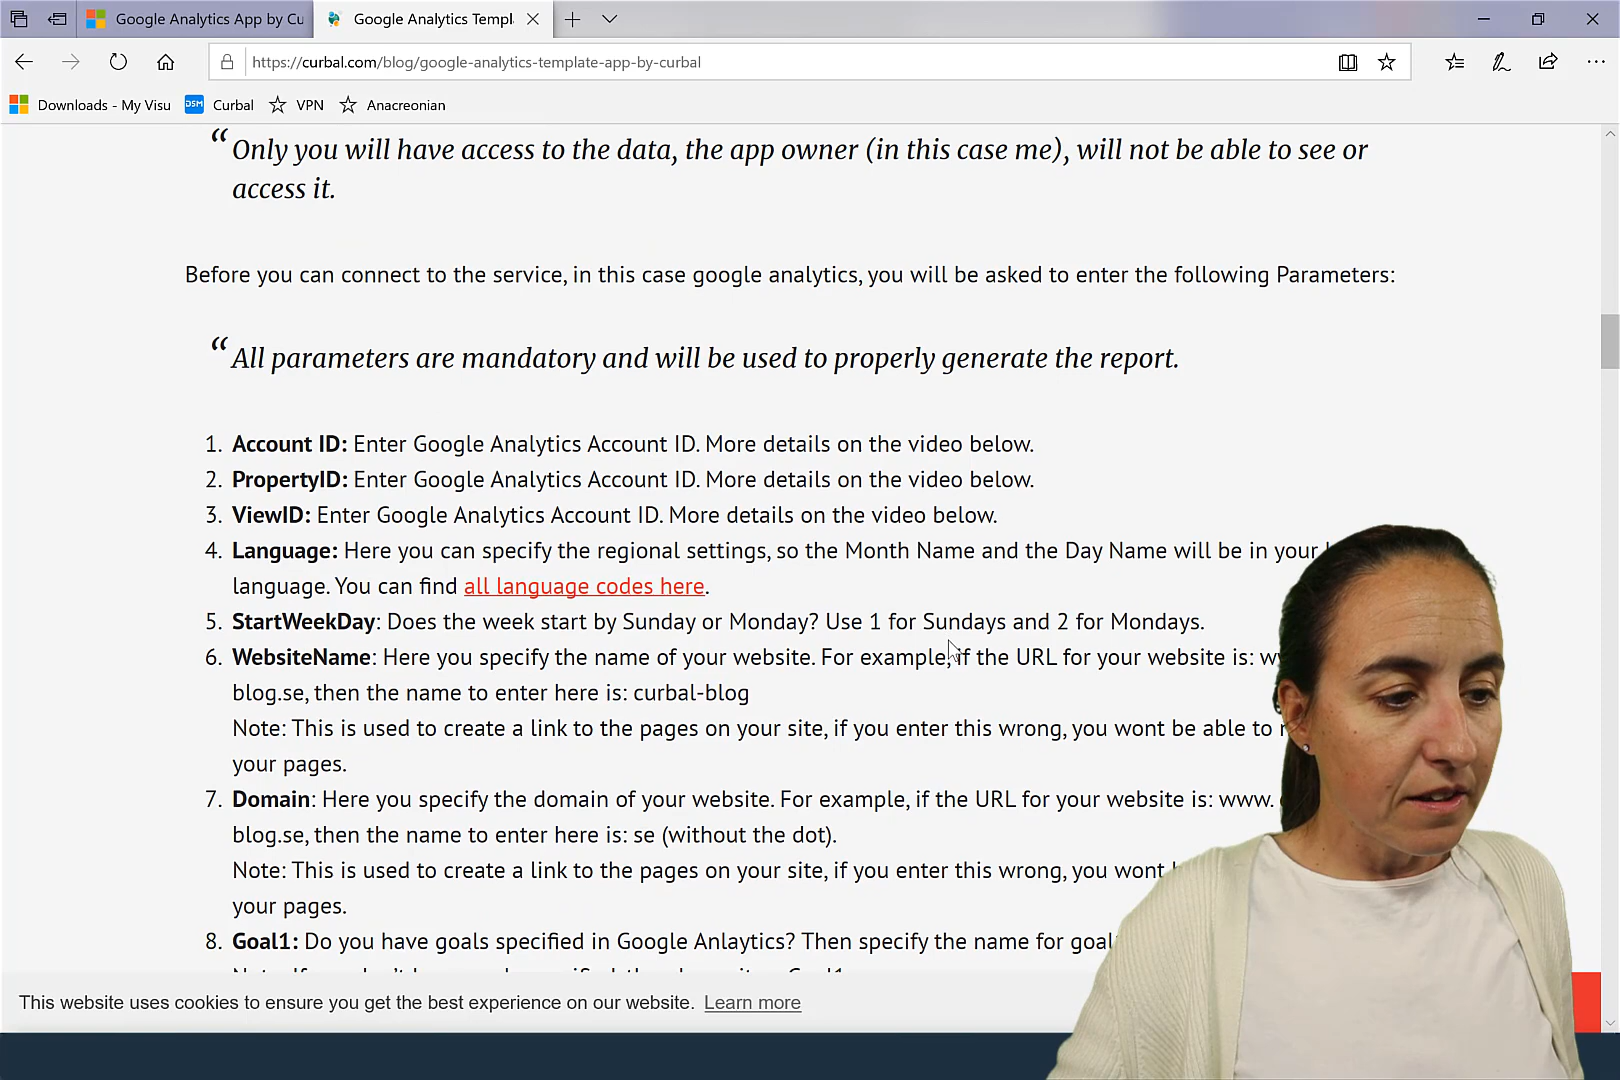 Google Analytics App by Cu
Google Analytics Templ
https://curbal.com/blog/google-analytics-template-app-by-curbal
Downloads - My Visu
DSM
Curbal
VPN
Anacreonian
“ Only you will have access to the data, the app owner (in this case me), will not be able to see or
access it.
Before you can connect to the service, in this case google analytics, you will be asked to enter the following Parameters:
“ All parameters are mandatory and will be used to properly generate the report.
1. Account ID: Enter Google Analytics Account ID. More details on the video below.
2. PropertyID: Enter Google Analytics Account ID. More details on the video below.
3. ViewID: Enter Google Analytics Account ID. More details on the video below.
4. Language: Here you can specify the regional settings, so the Month Name and the Day Name will be in your
language. You can find all language codes here.
5. StartWeekDay: Does the week start by Sunday or Monday? Use 1 for Sundays and 2 for Mondays.
6. WebsiteName: Here you specify the name of your website. For example, if the URL for your website is:
blog.se, then the name to enter here is: curbal-blog
Note: This is used to create a link to the pages on your site, if you enter this wrong, you wont be able to
your pages.
7. Domain: Here you specify the domain of your website. For example, if the URL for your website is: www.
blog.se, then the name to enter here is: se (without the dot).
Note: This is used to create a link to the pages on your site, if you enter this wrong, you wont
your pages.
8. Goal1: Do you have goals specified in Google Anlaytics? Then specify the name for goal
This website uses cookies to ensure you get the best experience on our website. Learn more